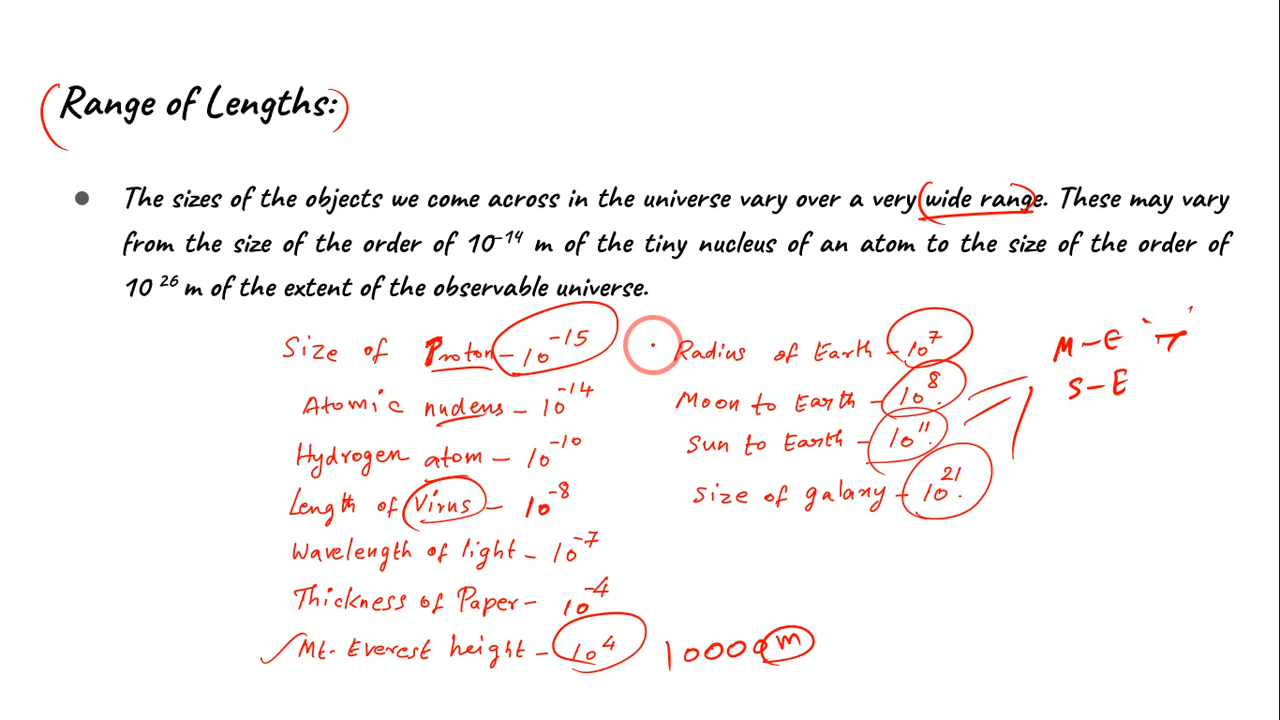 Range of Lengths:
The sizes of the objects we come across in the universe vary over a very wide range. These may vary
from the size of the order of 10⁻¹⁴ m of the tiny nucleus of an atom to the size of the order of
10 ²⁶ m of the extent of the observable universe.
Size of Proton – 10⁻¹⁵
Atomic nucleus – 10⁻¹⁴
Hydrogen atom – 10⁻¹⁰
Length of Virus – 10⁻⁸
Wavelength of light – 10⁻⁷
Thickness of Paper – 10⁻⁴
Mt. Everest height – 10⁴ 10000 m
Radius of Earth – 10⁷
Moon to Earth – 10⁸.
Sun to Earth – 10¹¹.
Size of galaxy – 10²¹.
M – E
S – E